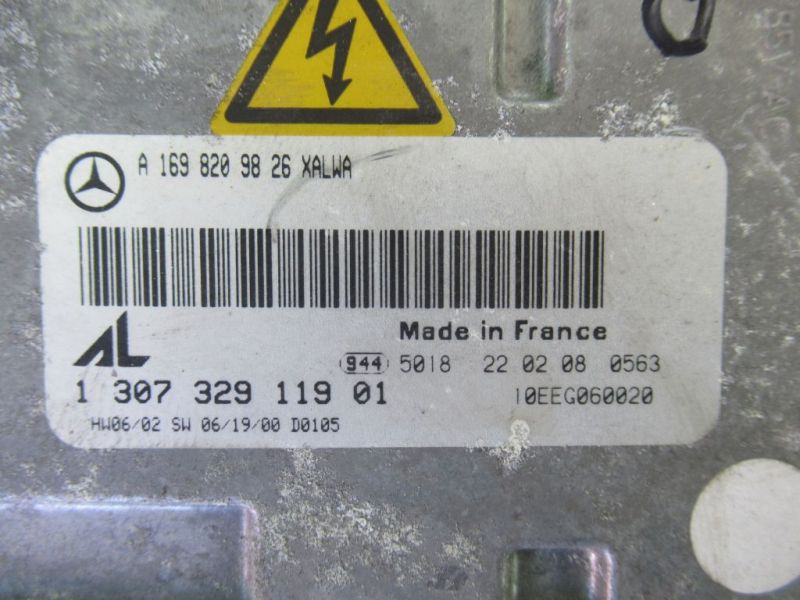 A 169 820 98 26 XALWA
Made in France
AL
944 5018 22 02 08 0563
1 307 329 119 01
10EEG060020
HW06/02 SW 06/19/00 D0105